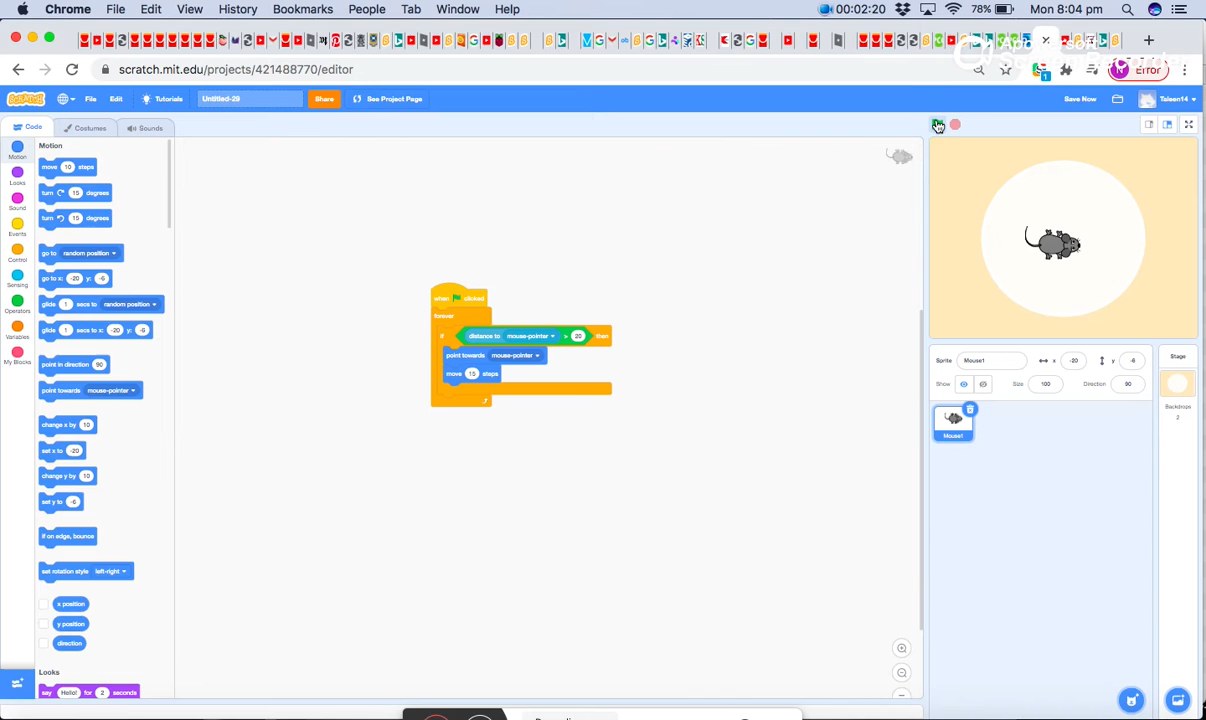 Chrome File Edit View History Bookmarks People Tab Window Help 00:02:20 78% Mon 8:04 pm
scratch.mit.edu/projects/421488770/editor N Error
SCRATCH File Edit Tutorials Untitled-29 Share See Project Page Save Now Taleen14
Code Costumes Sounds
Motion
Looks
Sound
Events
Control
Sensing
Operators
Variables
My Blocks
Motion
move 10 steps
turn 15 degrees
turn 15 degrees
go to random position
go to x: -20 y: -6
glide 1 secs to random position
glide 1 secs to x: -20 y: -6
point in direction 90
point towards mouse-pointer
change x by 10
set x to -20
change y by 10
set y to -6
if on edge, bounce
set rotation style left-right
x position
y position
direction
Looks
say Hello! for 2 seconds
when clicked
forever
if distance to mouse-pointer > 20 then
point towards mouse-pointer
move 15 steps
Sprite Mouse1 x -20 y -6
Show Size 100 Direction 90
Mouse1
Stage
Backdrops
2